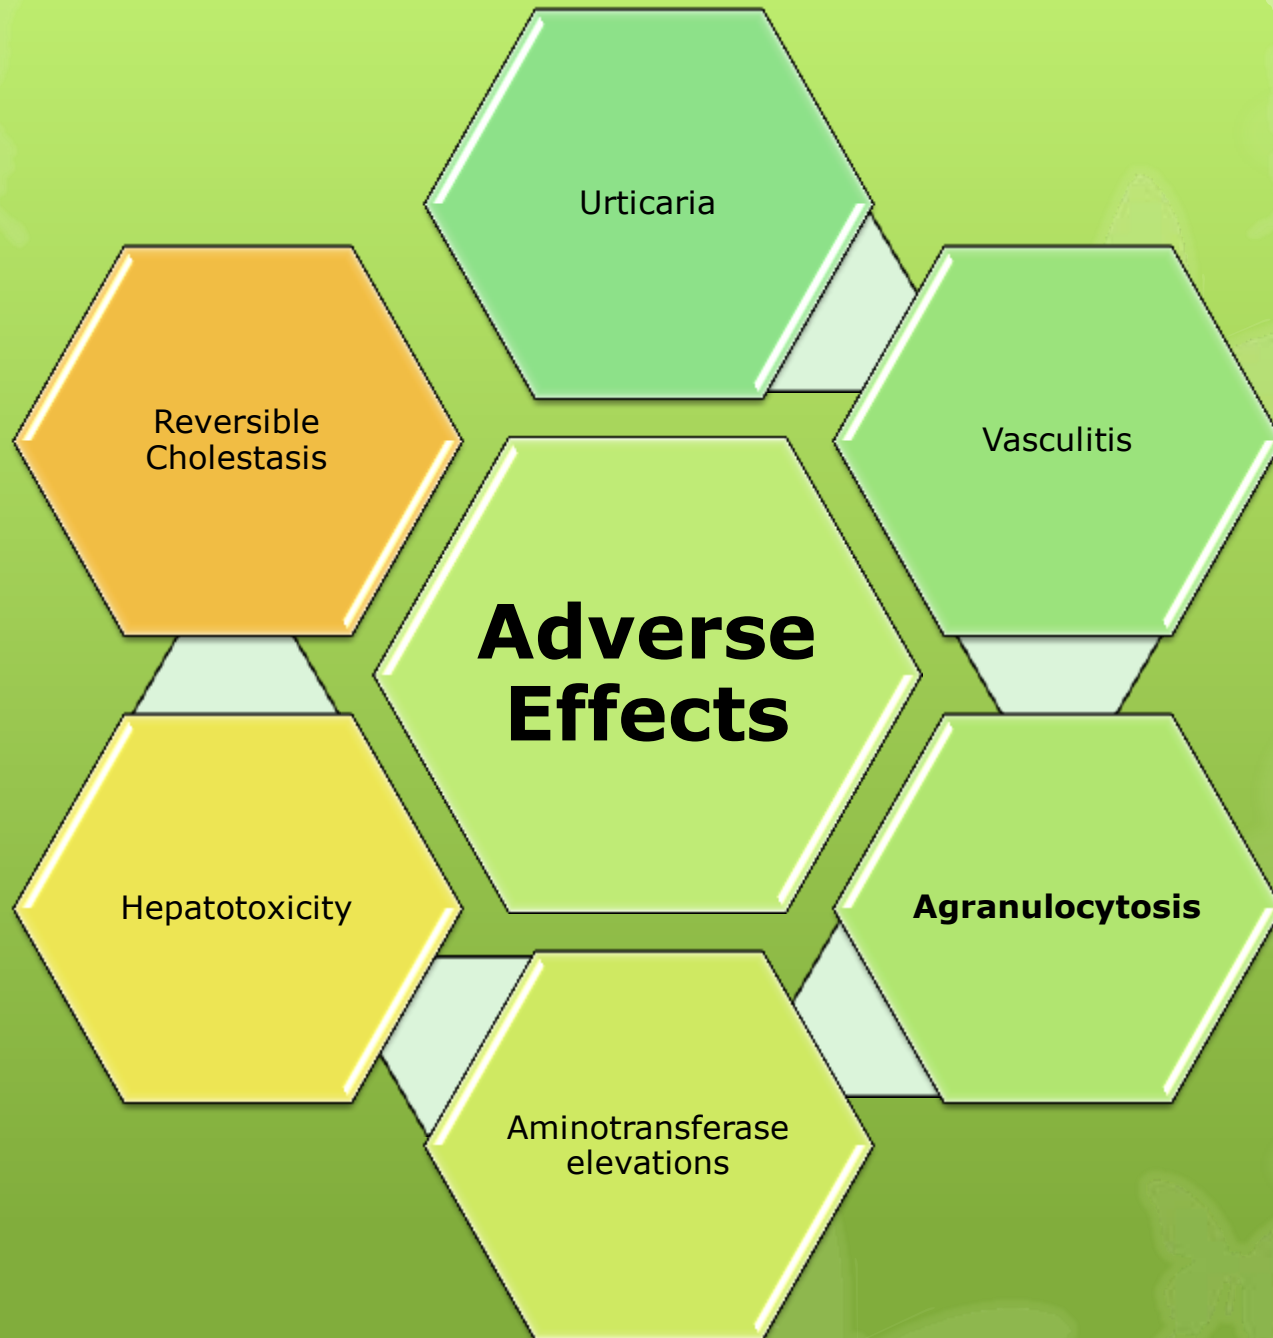 Urticaria
Reversible
Cholestasis
Vasculitis
Adverse
Effects
Hepatotoxicity
Agranulocytosis
Aminotransferase
elevations